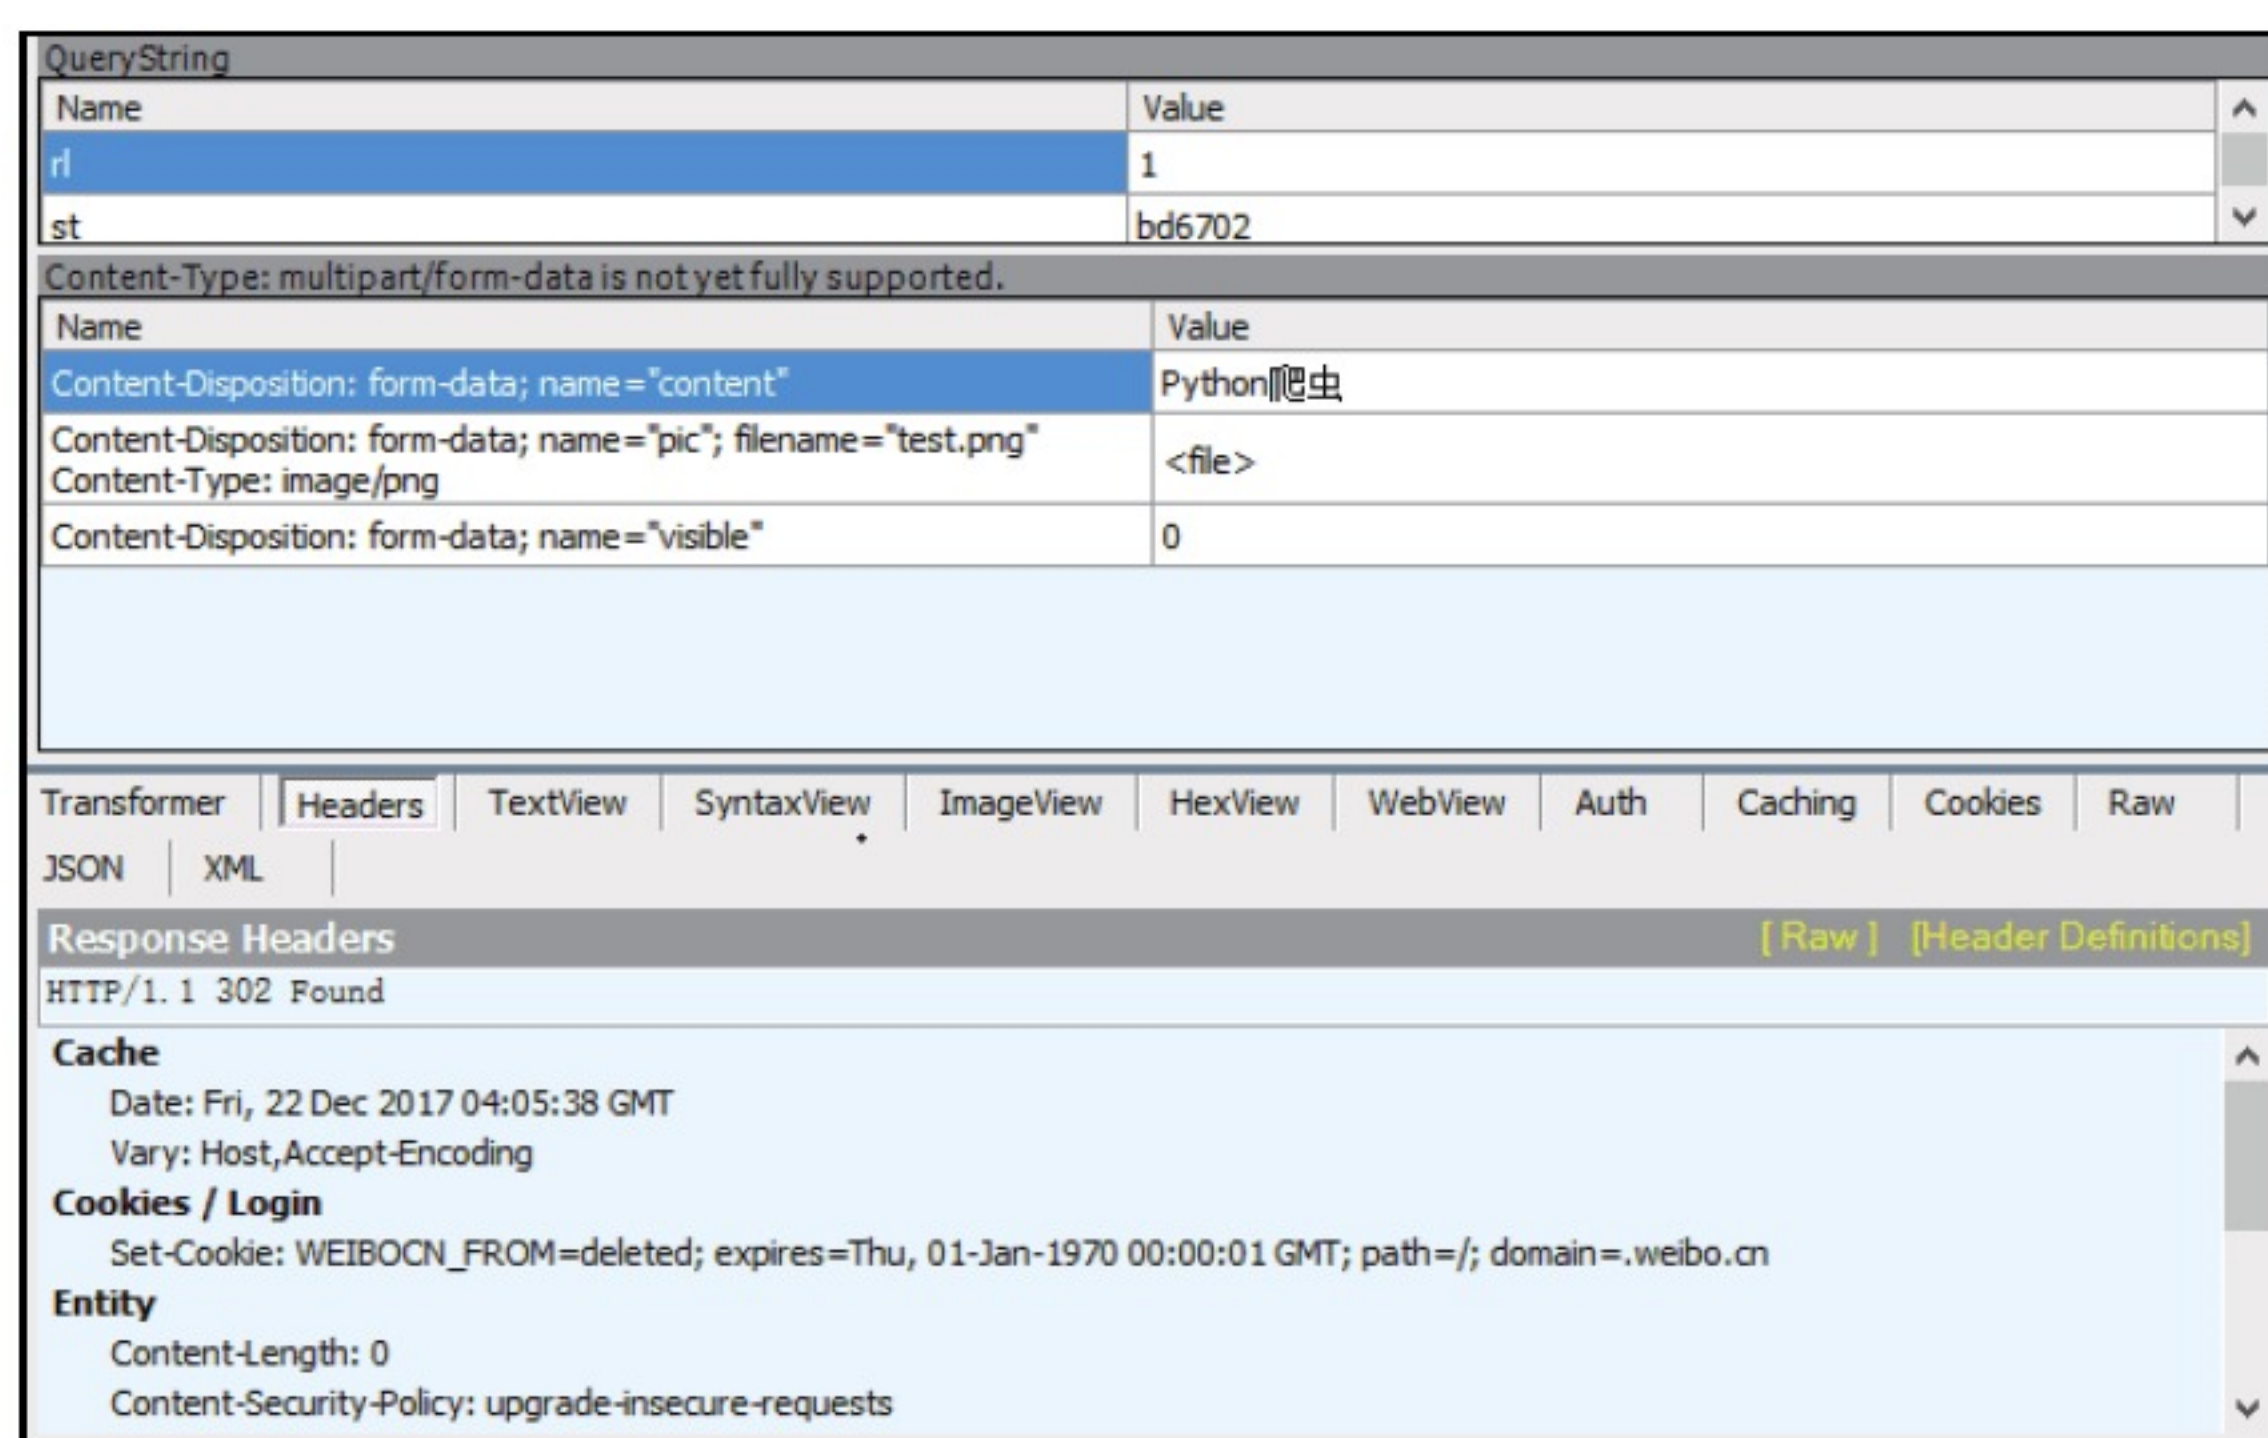 QueryString
Name Value
rl 1
st bd6702
Content-Type: multipart/form-data is not yet fully supported.
Name Value
Content-Disposition: form-data; name="content" Python爬虫
Content-Disposition: form-data; name="pic"; filename="test.png"
Content-Type: image/png
<file>
Content-Disposition: form-data; name="visible" 0
Transformer Headers TextView SyntaxView ImageView HexView WebView Auth Caching Cookies Raw
JSON XML
Response Headers [ Raw ] [Header Definitions]
HTTP/1.1 302 Found
Cache
Date: Fri, 22 Dec 2017 04:05:38 GMT
Vary: Host,Accept-Encoding
Cookies / Login
Set-Cookie: WEIBOCN_FROM=deleted; expires=Thu, 01-Jan-1970 00:00:01 GMT; path=/; domain=.weibo.cn
Entity
Content-Length: 0
Content-Security-Policy: upgrade-insecure-requests